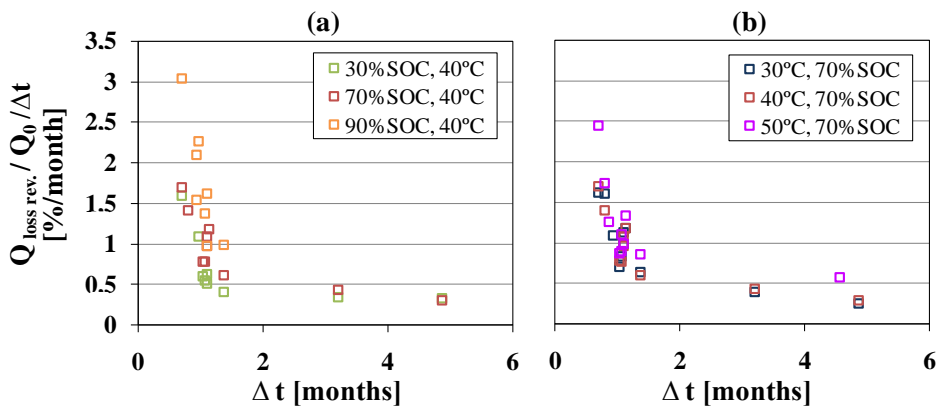 (a)
(b)
Q loss rev. / Q0 /Δt
[%/month]
3.5
3
2.5
2
1.5
1
0.5
0
30%SOC, 40ºC
70%SOC, 40ºC
90%SOC, 40ºC
30ºC, 70%SOC
40ºC, 70%SOC
50ºC, 70%SOC
0 2 4 6
0 2 4 6
Δ t [months]
Δ t [months]